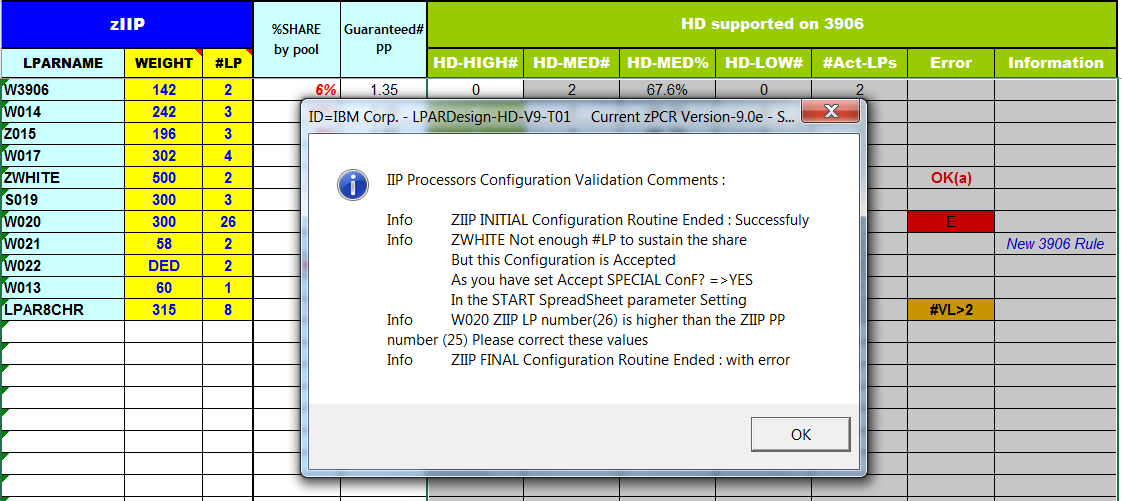 zIIP %SHARE by pool Guaranteed# PP HD supported on 3906
LPARNAME WEIGHT #LP HD-HIGH# HD-MED# HD-MED% HD-LOW# #Act-LPs Error Information
W3906 142 2 6% 1.35 0 2 67.6% 0 2
W014 242 3
Z015 196 3
W017 302 4
ZWHITE 500 2 OK(a)
S019 300 3
W020 300 26 E
W021 58 2 New 3906 Rule
W022 DED 2
W013 60 1
LPAR8CHR 315 8 #VL>2
ID=IBM Corp. - LPARDesign-HD-V9-T01 Current zPCR Version-9.0e - S...
IIP Processors Configuration Validation Comments :
Info ZIIP INITIAL Configuration Routine Ended : Successfuly
Info ZWHITE Not enough #LP to sustain the share
But this Configuration is Accepted
As you have set Accept SPECIAL ConF? =>YES
In the START SpreadSheet parameter Setting
Info W020 ZIIP LP number(26) is higher than the ZIIP PP
number (25) Please correct these values
Info ZIIP FINAL Configuration Routine Ended : with error
OK